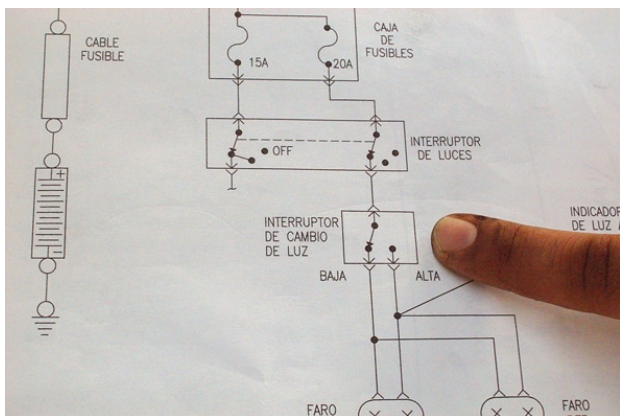 CABLE
FUSIBLE
CAJA
DE
FUSIBLES
15A
20A
OFF
INTERRUPTOR
DE LUCES
+
INTERRUPTOR
DE CAMBIO
DE LUZ
INDICADOR
DE LUZ
BAJA
ALTA
FARO
FARO